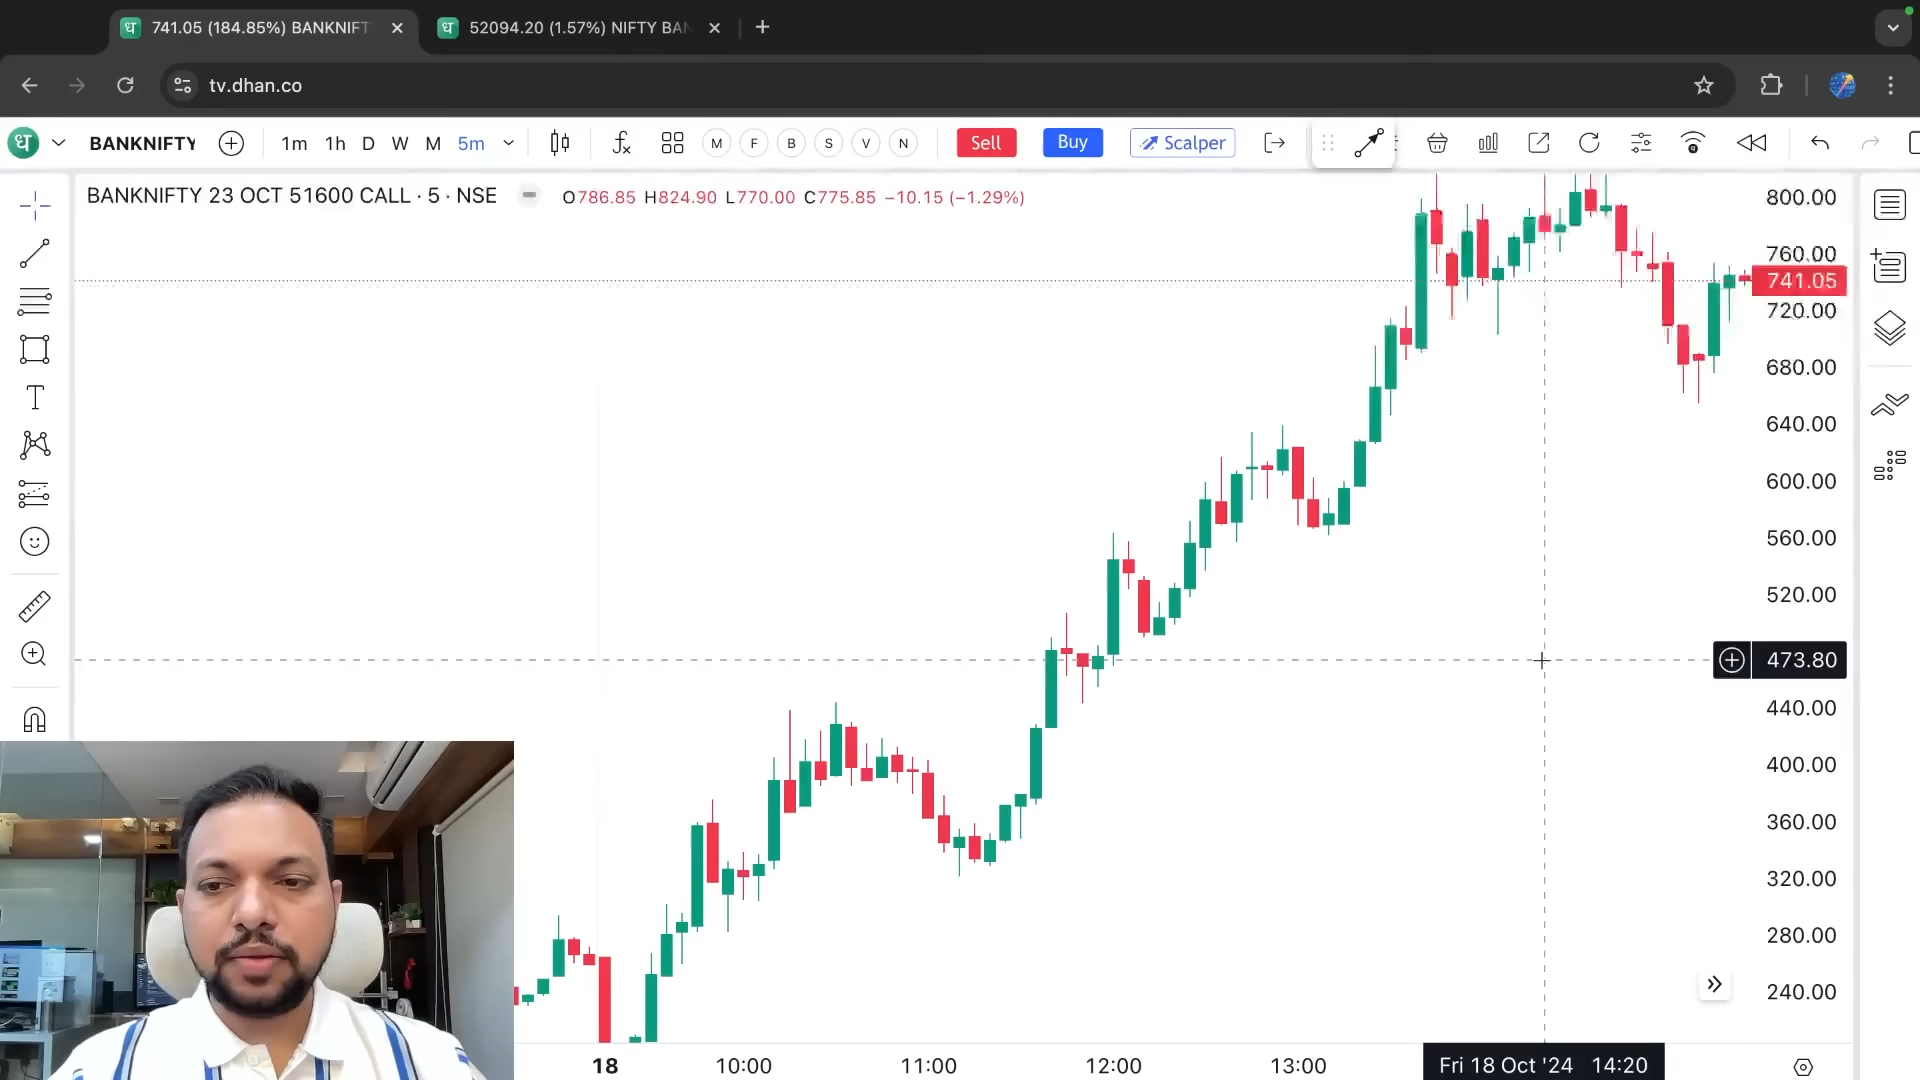 741.05 (184.85%) BANKNIFT
52094.20 (1.57%) NIFTY BAN
tv.dhan.co
ध BANKNIFTY 1m 1h D W M 5m M F B S V N Sell Buy Scalper
BANKNIFTY 23 OCT 51600 CALL · 5 · NSE O786.85 H824.90 L770.00 C775.85 −10.15 (−1.29%)
800.00
760.00
741.05
720.00
680.00
640.00
600.00
560.00
520.00
473.80
440.00
400.00
360.00
320.00
280.00
240.00
18 10:00 11:00 12:00 13:00 Fri 18 Oct '24 14:20